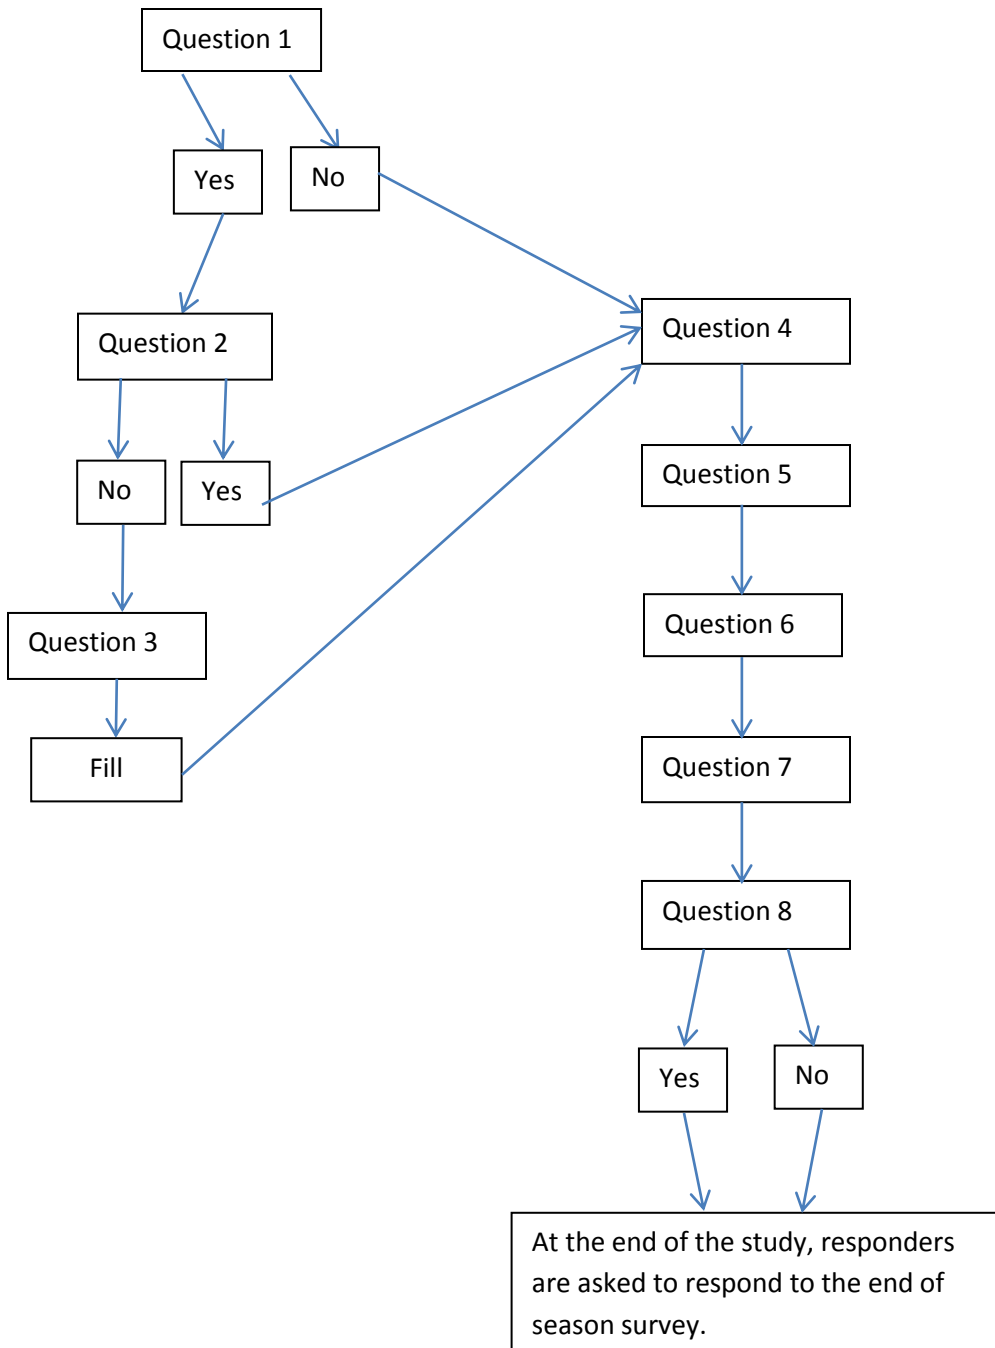 Question 1
Yes
No
Question 2
Question 4
No
Yes
Question 5
Question 3
Question 6
Fill
Question 7
Question 8
Yes
No
At the end of the study, responders
are asked to respond to the end of
season survey.